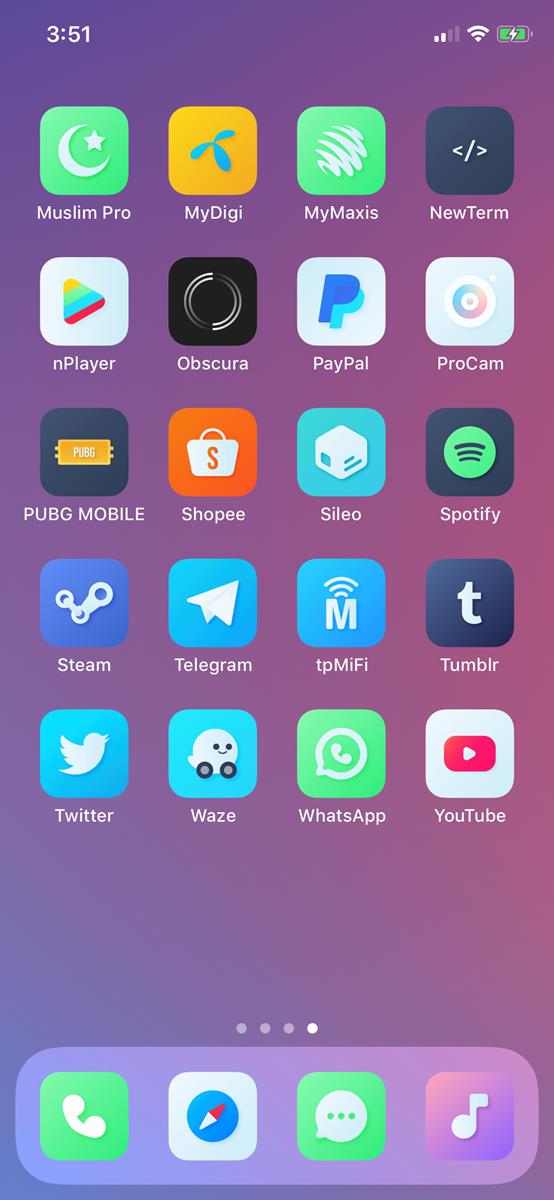 3:51
Muslim Pro
MyDigi
MyMaxis
</>
NewTerm
nPlayer
Obscura
PayPal
ProCam
PUBG
S
PUBG MOBILE
Shopee
Sileo
Spotify
M
t
Steam
Telegram
tpMiFi
Tumblr
Twitter
Waze
WhatsApp
YouTube